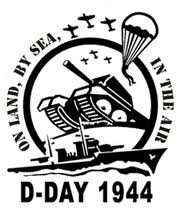 ON LAND, BY SEA, IN THE AIR
D-DAY 1944